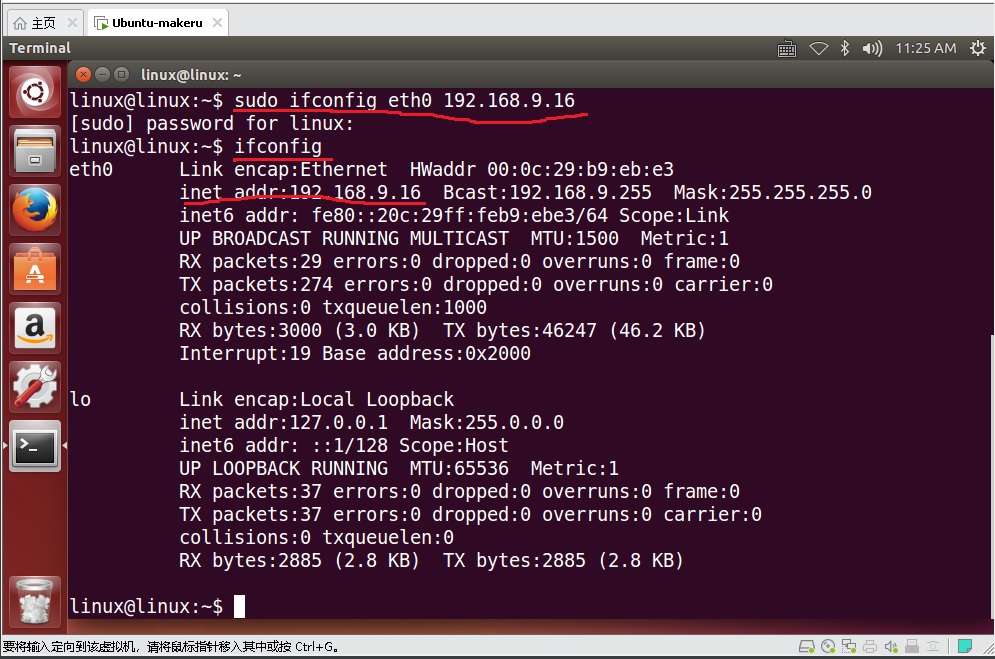 主页
Ubuntu-makeru
Terminal
11:25 AM
linux@linux: ~
linux@linux:~$ sudo ifconfig eth0 192.168.9.16
[sudo] password for linux:
linux@linux:~$ ifconfig
eth0 Link encap:Ethernet HWaddr 00:0c:29:b9:eb:e3
inet addr:192.168.9.16 Bcast:192.168.9.255 Mask:255.255.255.0
inet6 addr: fe80::20c:29ff:feb9:ebe3/64 Scope:Link
UP BROADCAST RUNNING MULTICAST MTU:1500 Metric:1
RX packets:29 errors:0 dropped:0 overruns:0 frame:0
TX packets:274 errors:0 dropped:0 overruns:0 carrier:0
collisions:0 txqueuelen:1000
RX bytes:3000 (3.0 KB) TX bytes:46247 (46.2 KB)
Interrupt:19 Base address:0x2000
lo Link encap:Local Loopback
inet addr:127.0.0.1 Mask:255.0.0.0
inet6 addr: ::1/128 Scope:Host
UP LOOPBACK RUNNING MTU:65536 Metric:1
RX packets:37 errors:0 dropped:0 overruns:0 frame:0
TX packets:37 errors:0 dropped:0 overruns:0 carrier:0
collisions:0 txqueuelen:0
RX bytes:2885 (2.8 KB) TX bytes:2885 (2.8 KB)
linux@linux:~$
要将输入定向到该虚拟机，请将鼠标指针移入其中或按 Ctrl+G。